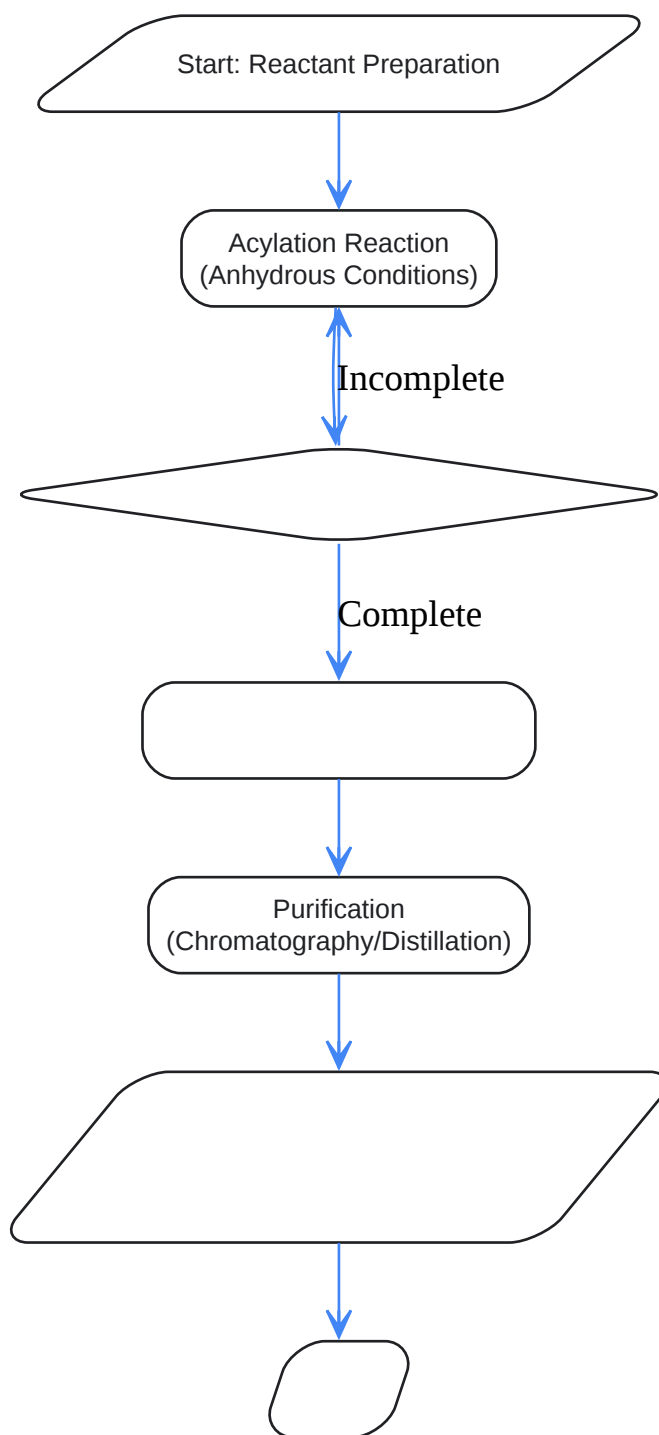 Start: Reactant Preparation
Acylation Reaction
(Anhydrous Conditions)
Incomplete
Complete
Purification
(Chromatography/Distillation)